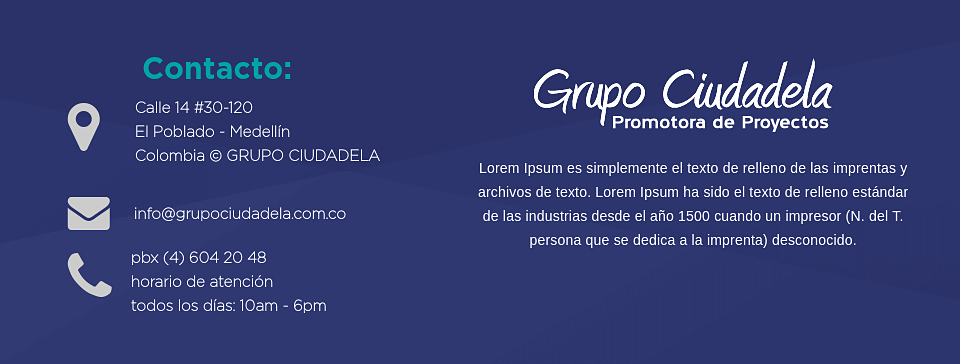 Contacto:
Calle 14 #30-120
El Poblado - Medellín
Colombia © GRUPO CIUDADELA
info@grupociudadela.com.co
pbx (4) 604 20 48
horario de atención
todos los días: 10am - 6pm
Grupo Ciudadela
Promotora de Proyectos
Lorem Ipsum es simplemente el texto de relleno de las imprentas y
archivos de texto. Lorem Ipsum ha sido el texto de relleno estándar
de las industrias desde el año 1500 cuando un impresor (N. del T.
persona que se dedica a la imprenta) desconocido.